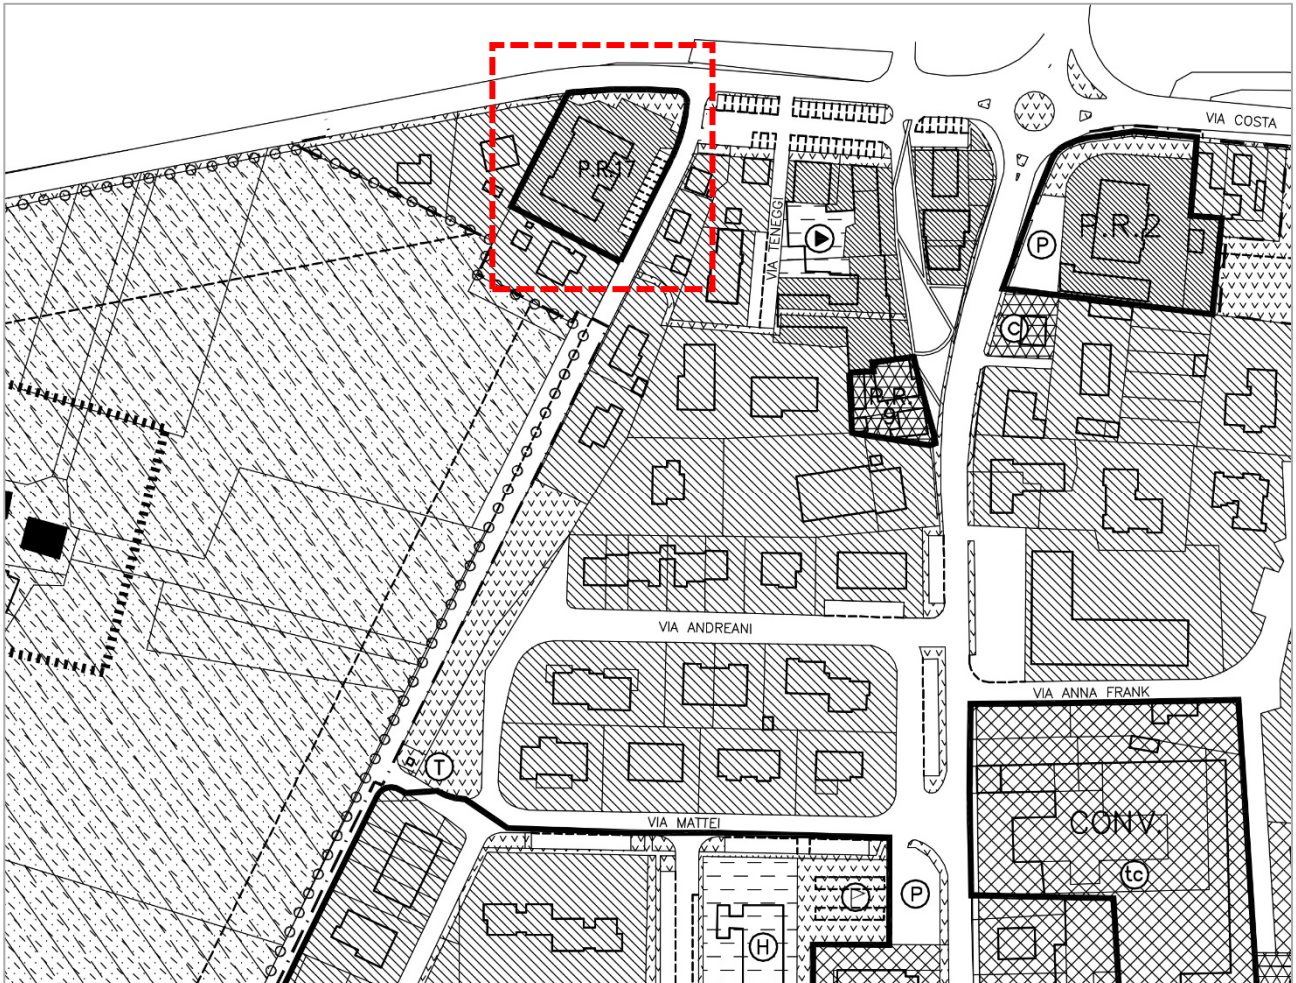 VIA COSTA
P.R. 7
P.R.2
VIA TENEGGI
P
C
P.R.
9
VIA ANDREANI
VIA ANNA FRANK
T
VIA MATTEI
CONV
tc
P
H